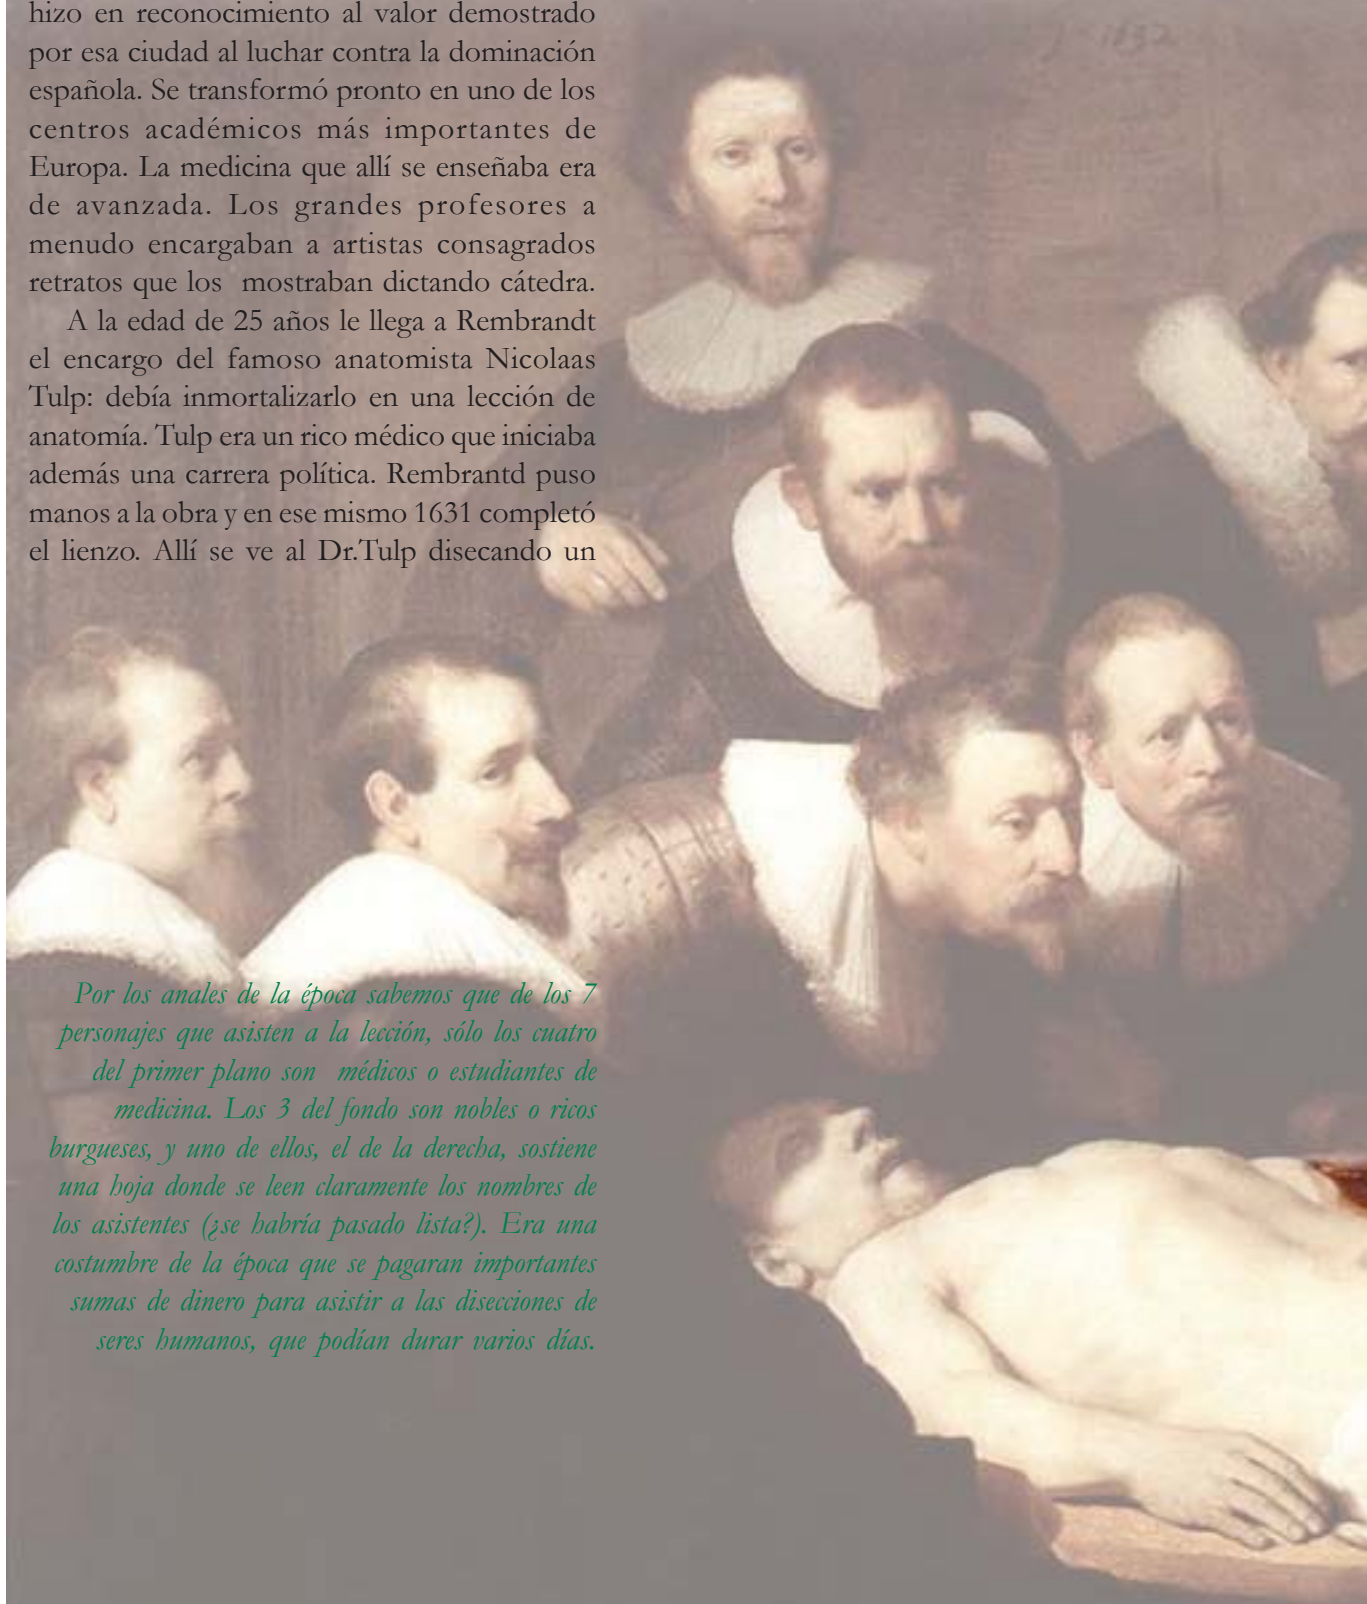 hizo en reconocimiento al valor demostrado
por esa ciudad al luchar contra la dominación
española. Se transformó pronto en uno de los
centros académicos más importantes de
Europa. La medicina que allí se enseñaba era
de avanzada. Los grandes profesores a
menudo encargaban a artistas consagrados
retratos que los mostraban dictando cátedra.
A la edad de 25 años le llega a Rembrandt
el encargo del famoso anatomista Nicolaas
Tulp: debía inmortalizarlo en una lección de
anatomía. Tulp era un rico médico que iniciaba
además una carrera política. Rembrantd puso
manos a la obra y en ese mismo 1631 completó
el lienzo. Allí se ve al Dr.Tulp disecando un
Por los anales de la época sabemos que de los 7
personajes que asisten a la lección, sólo los cuatro
del primer plano son médicos o estudiantes de
medicina. Los 3 del fondo son nobles o ricos
burgueses, y uno de ellos, el de la derecha, sostiene
una hoja donde se leen claramente los nombres de
los asistentes (¿se habría pasado lista?). Era una
costumbre de la época que se pagaran importantes
sumas de dinero para asistir a las disecciones de
seres humanos, que podían durar varios días.